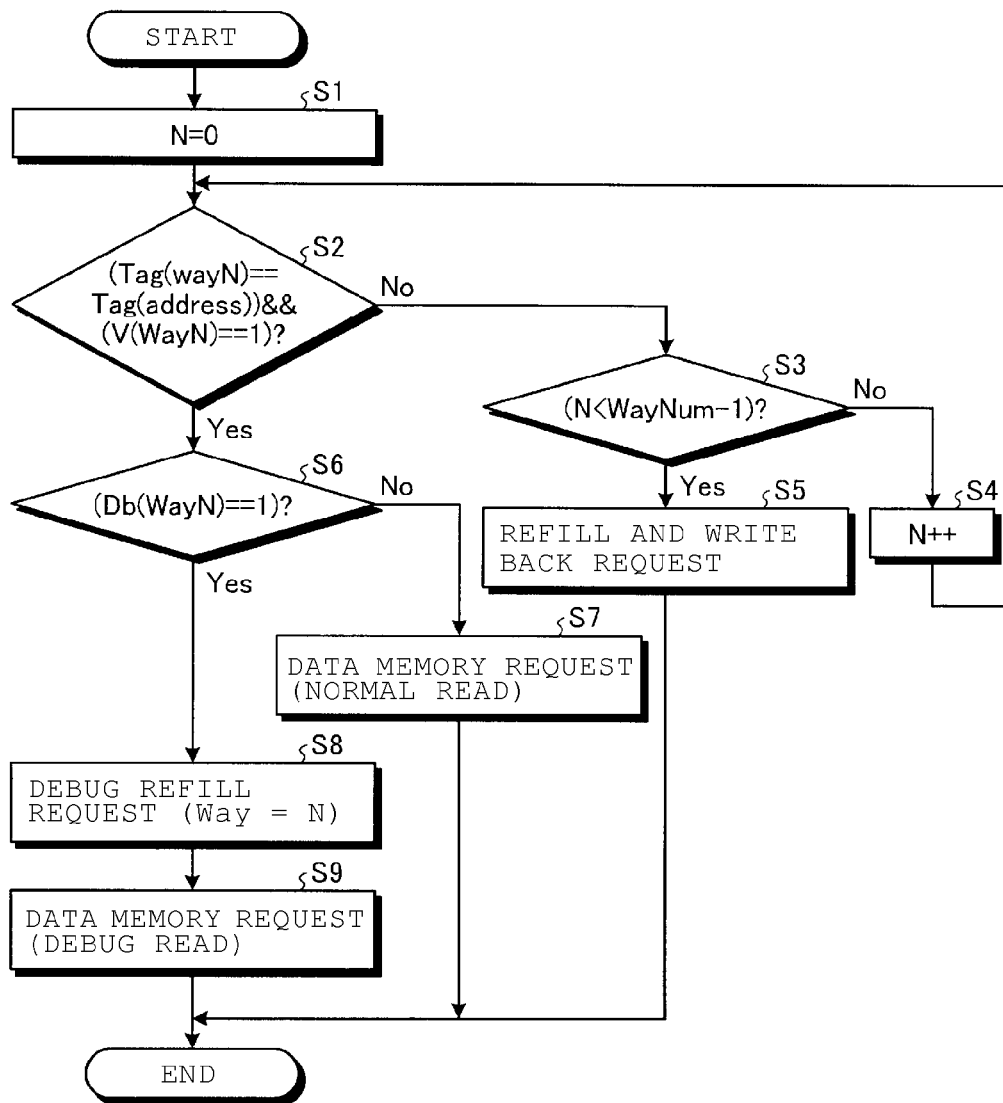 START
S1
N=0
S2
(Tag(wayN)==
Tag(address))&&
(V(WayN)==1)?
No
Yes
S3
(N<WayNum-1)?
No
Yes
S6
(Db(WayN)==1)?
No
Yes
S5
REFILL AND WRITE
BACK REQUEST
S4
N++
S7
DATA MEMORY REQUEST
(NORMAL READ)
S8
DEBUG REFILL
REQUEST (Way = N)
S9
DATA MEMORY REQUEST
(DEBUG READ)
END